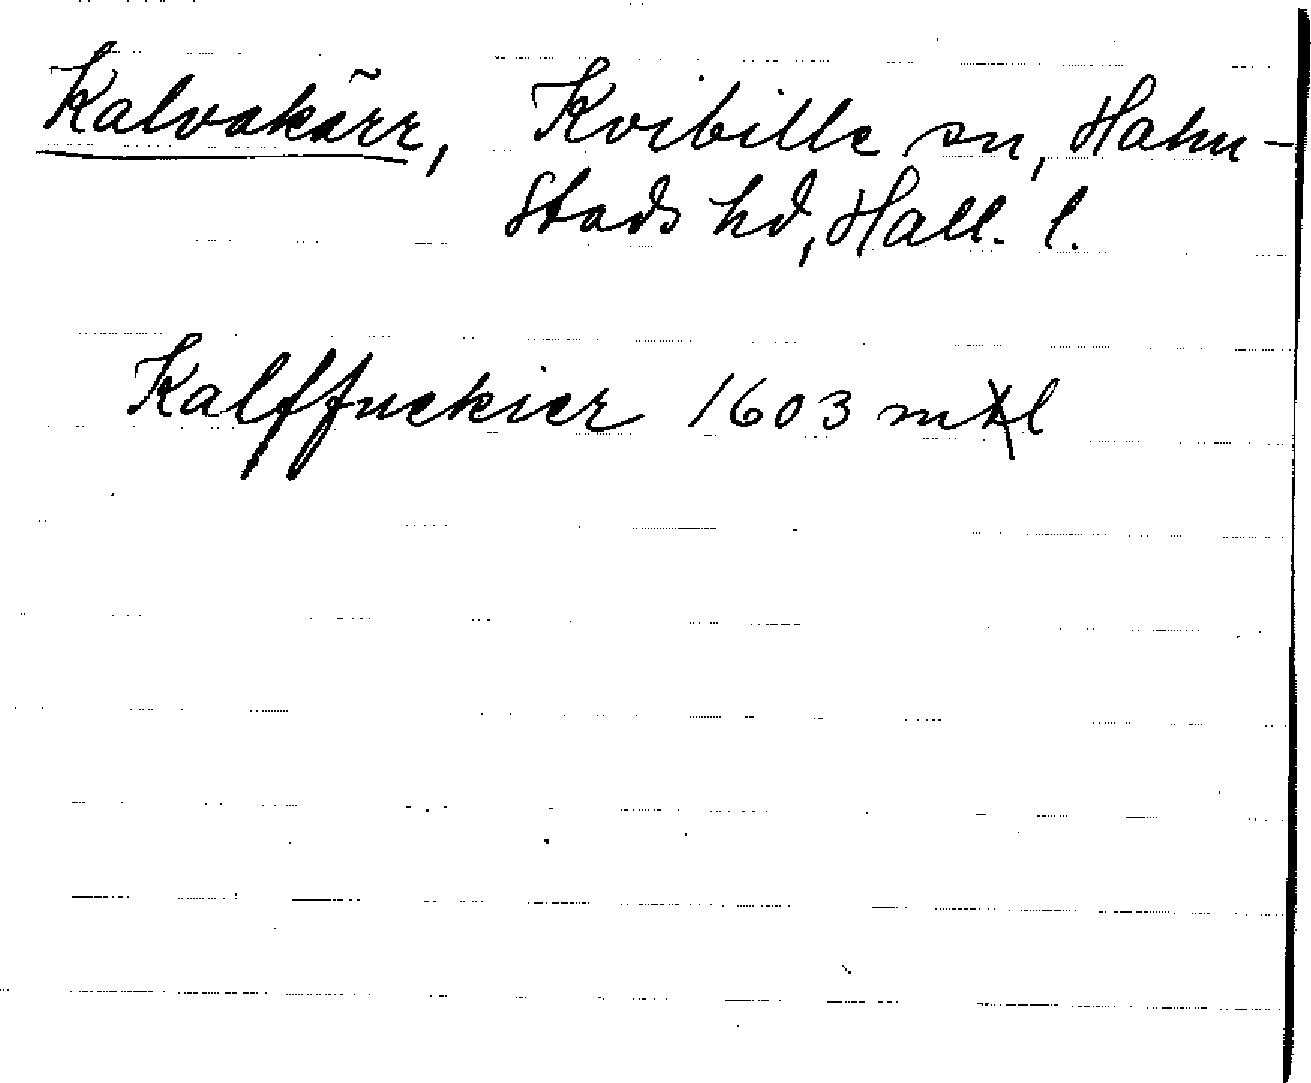 Kalvakärr, Kvibille sn, Halm-
stads hd, Hall. l.
Kalffuekier 1603 mtl